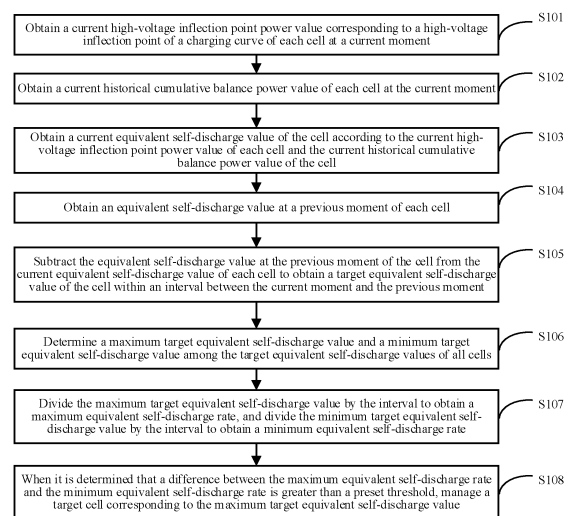 Obtain a current high-voltage inflection point power value corresponding to a high-
voltage inflection point of a charging curve of each cell at a current moment
S101
Obtain a current historical cumulative balance power value of each cell at the current moment
S102
Obtain a current equivalent self-discharge value of the cell according to the current high-
voltage inflection point power value of each cell and the current historical cumulative
balance power value of the cell
S103
Obtain an equivalent self-discharge value at a previous moment of each cell
S104
Subtract the equivalent self-discharge value at the previous moment of the cell from the
current equivalent self-discharge value of each cell to obtain a target equivalent self-discharge
value of the cell within an interval between the current moment and the previous moment
S105
Determine a maximum target equivalent self-discharge value and a minimum target
equivalent self-discharge value among the target equivalent self-discharge values of all cells
S106
Divide the maximum target equivalent self-discharge value by the interval to obtain a
maximum equivalent self-discharge rate, and divide the minimum target equivalent self-
discharge value by the interval to obtain a minimum equivalent self-discharge rate
S107
When it is determined that a difference between the maximum equivalent self-discharge rate
and the minimum equivalent self-discharge rate is greater than a preset threshold, manage a
target cell corresponding to the maximum target equivalent self-discharge value
S108